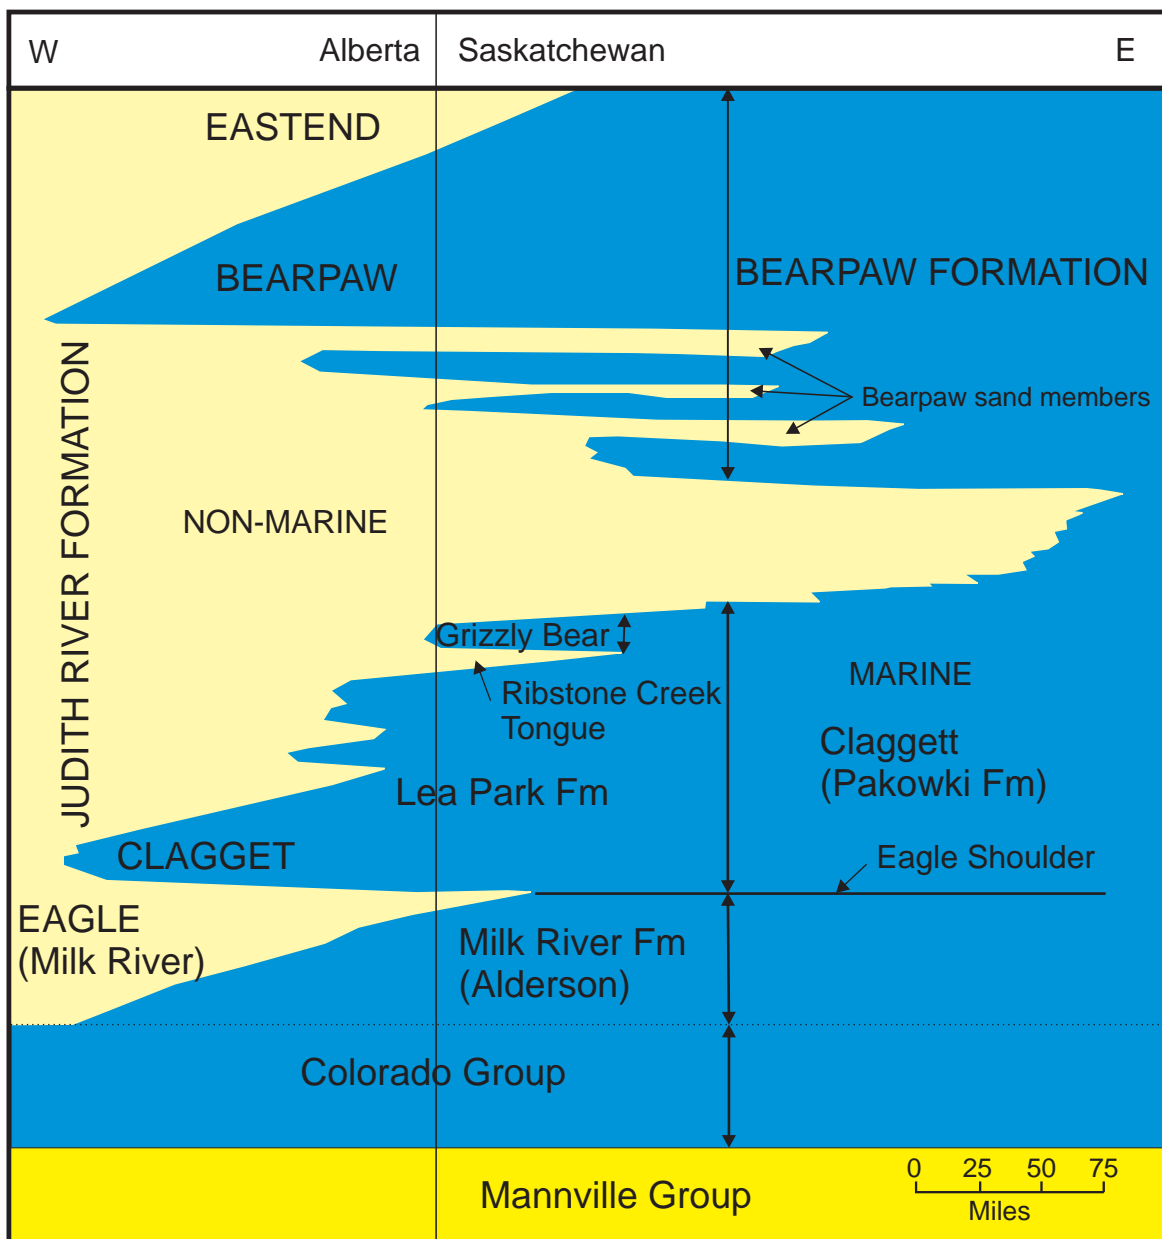 W
Alberta
Saskatchewan
E
EASTEND
BEARPAW
BEARPAW FORMATION
Bearpaw sand members
JUDITH RIVER FORMATION
NON-MARINE
Grizzly Bear
Ribstone Creek
Tongue
MARINE
Claggett
(Pakowki Fm)
Lea Park Fm
CLAGGET
Eagle Shoulder
EAGLE
(Milk River)
Milk River Fm
(Alderson)
Colorado Group
Mannville Group
0 25 50 75
Miles